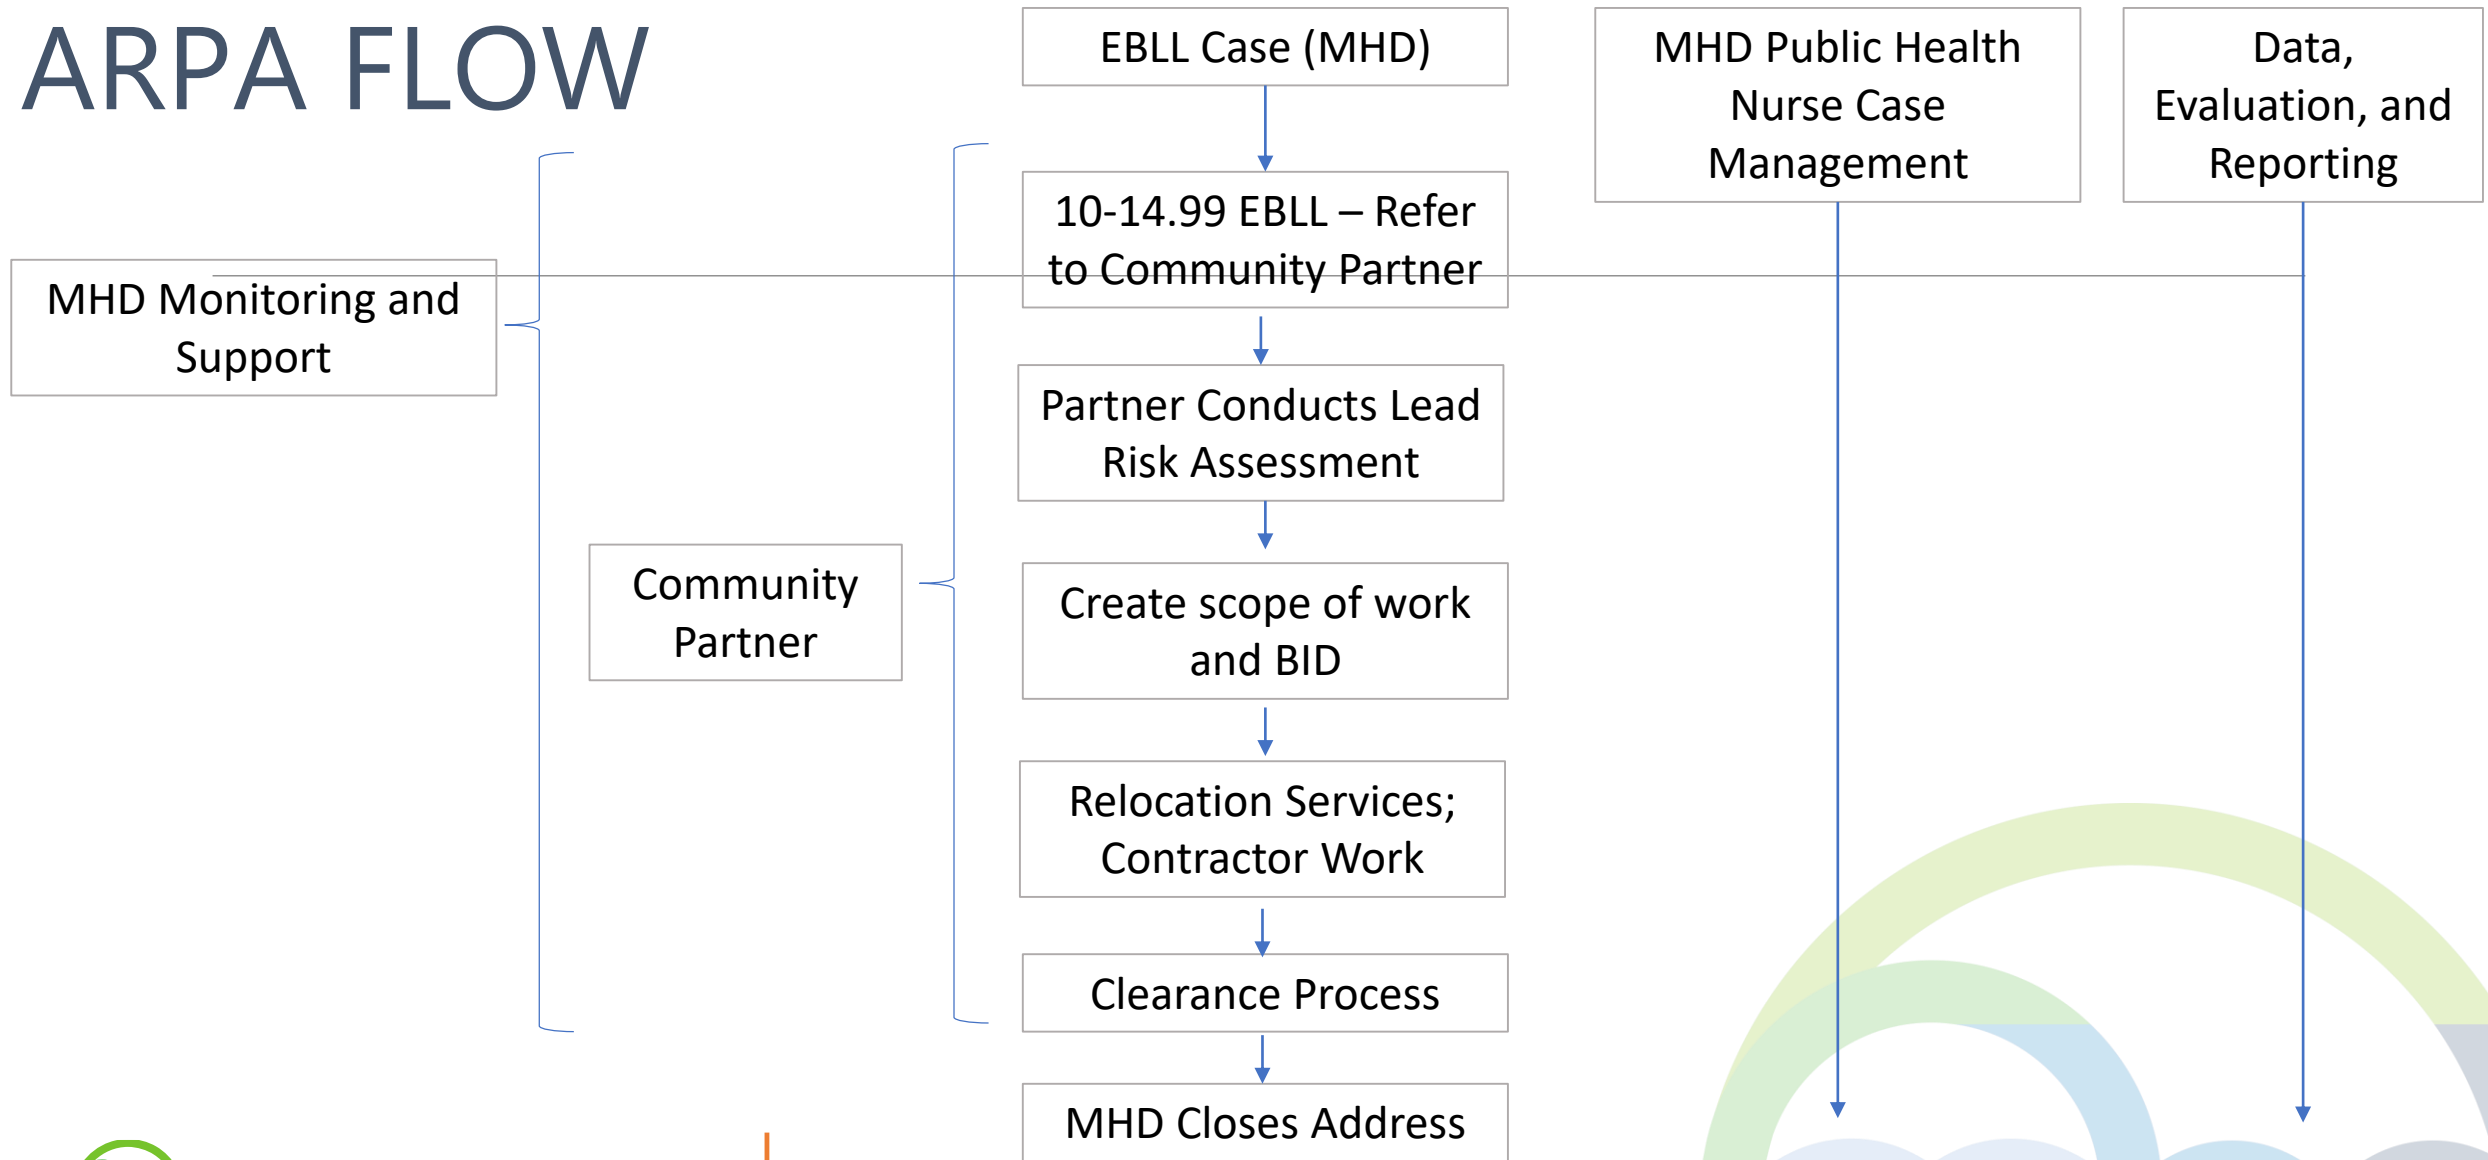 ARPA FLOW
EBLL Case (MHD)
MHD Public Health
Nurse Case
Management
Data,
Evaluation, and
Reporting
10-14.99 EBLL – Refer
to Community Partner
MHD Monitoring and
Support
Partner Conducts Lead
Risk Assessment
Community
Partner
Create scope of work
and BID
Relocation Services;
Contractor Work
Clearance Process
MHD Closes Address